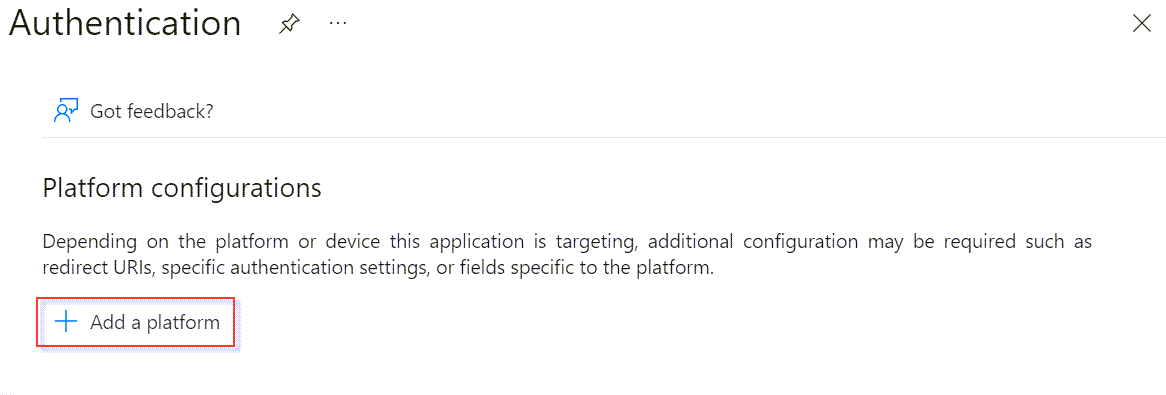 Authentication
Got feedback?
Platform configurations
Depending on the platform or device this application is targeting, additional configuration may be required such as
redirect URIs, specific authentication settings, or fields specific to the platform.
Add a platform